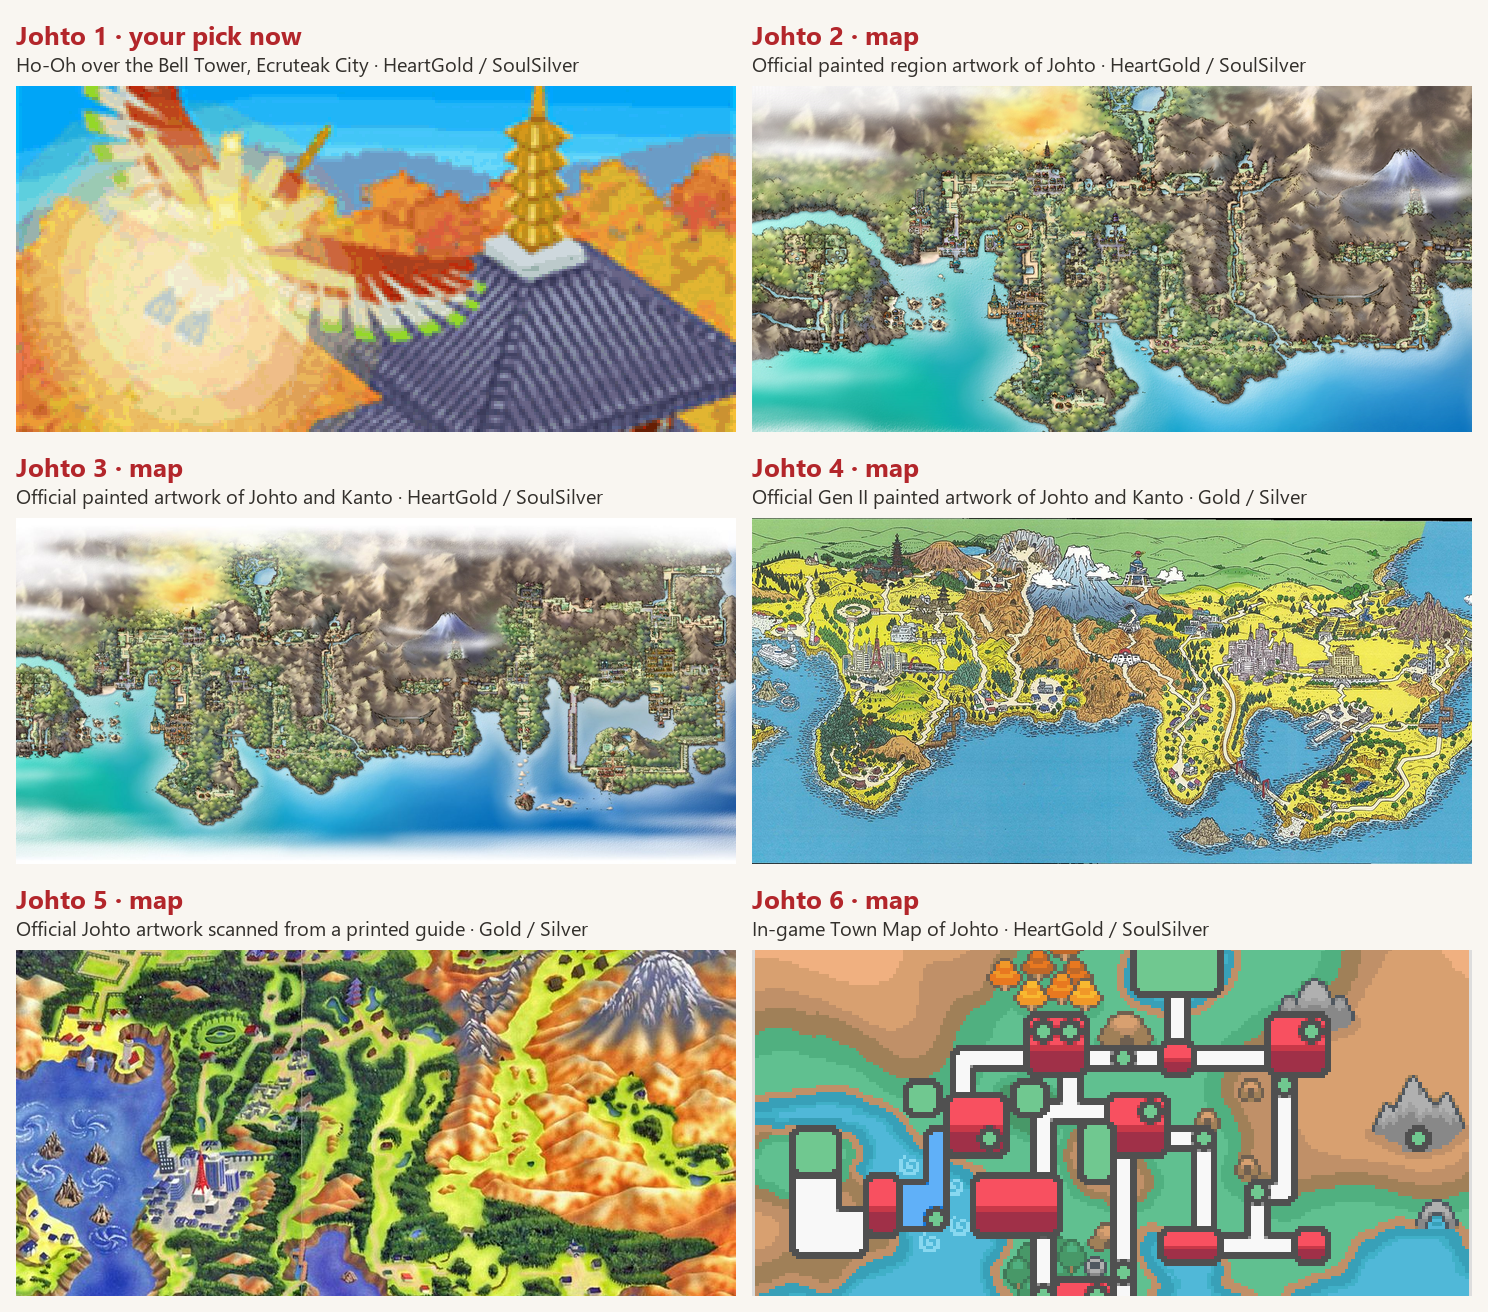 Johto 1 · your pick now
Ho-Oh over the Bell Tower, Ecruteak City · HeartGold / SoulSilver
Johto 2 · map
Official painted region artwork of Johto · HeartGold / SoulSilver
Johto 3 · map
Official painted artwork of Johto and Kanto · HeartGold / SoulSilver
Johto 4 · map
Official Gen II painted artwork of Johto and Kanto · Gold / Silver
Johto 5 · map
Official Johto artwork scanned from a printed guide · Gold / Silver
Johto 6 · map
In-game Town Map of Johto · HeartGold / SoulSilver